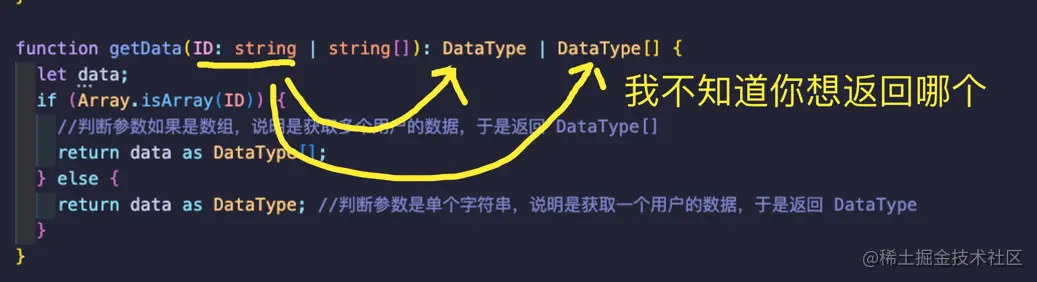 function getData(ID: string | string[]): DataType | DataType[] {
let data;
if (Array.isArray(ID)) {
我不知道你想返回哪个
//判断参数如果是数组，说明是获取多个用户的数据，于是返回 DataType[]
return data as DataType[];
} else {
return data as DataType; //判断参数是单个字符串，说明是获取一个用户的数据，于是返回 DataType
}
}
@稀土掘金技术社区